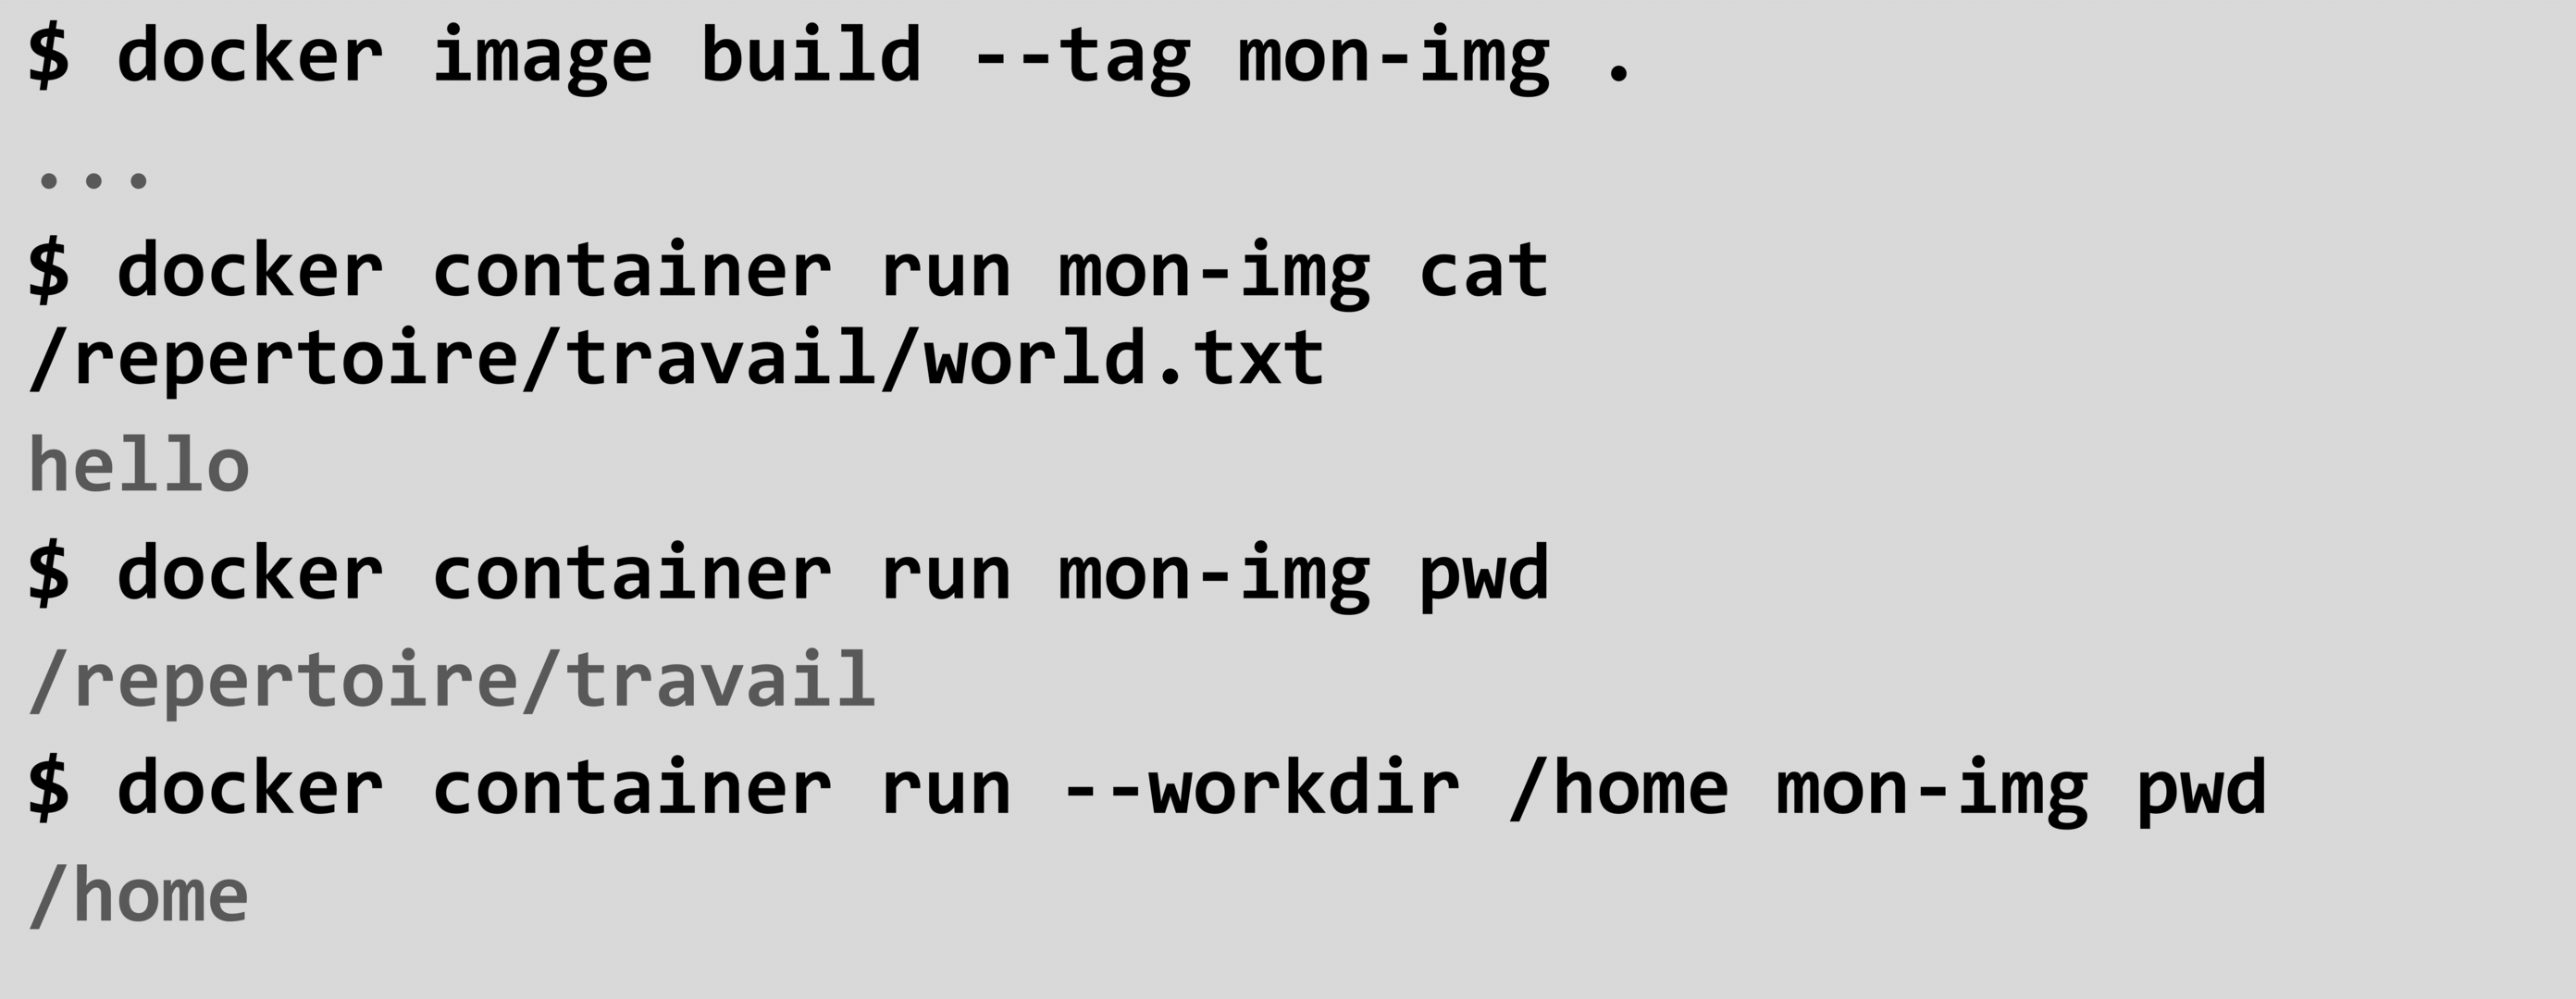 $ docker image build --tag mon-img .
...
$ docker container run mon-img cat
/repertoire/travail/world.txt
hello
$ docker container run mon-img pwd
/repertoire/travail
$ docker container run --workdir /home mon-img pwd
/home